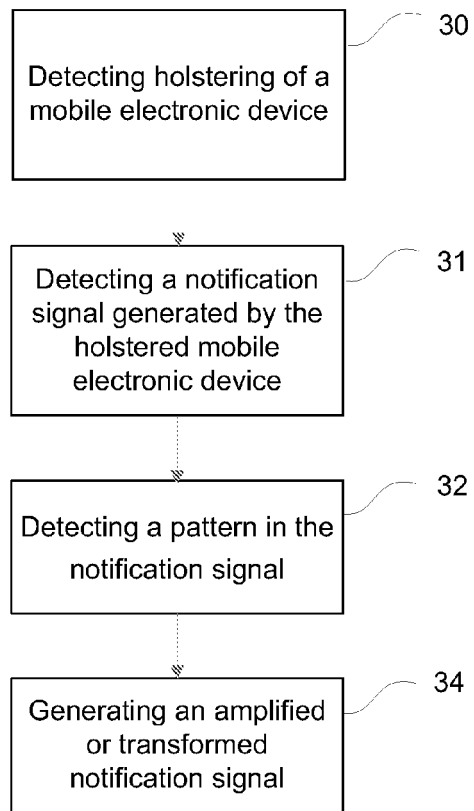 30
Detecting holstering of a
mobile electronic device
31
Detecting a notification
signal generated by the
holstered mobile
electronic device
32
Detecting a pattern in the
notification signal
34
Generating an amplified
or transformed
notification signal